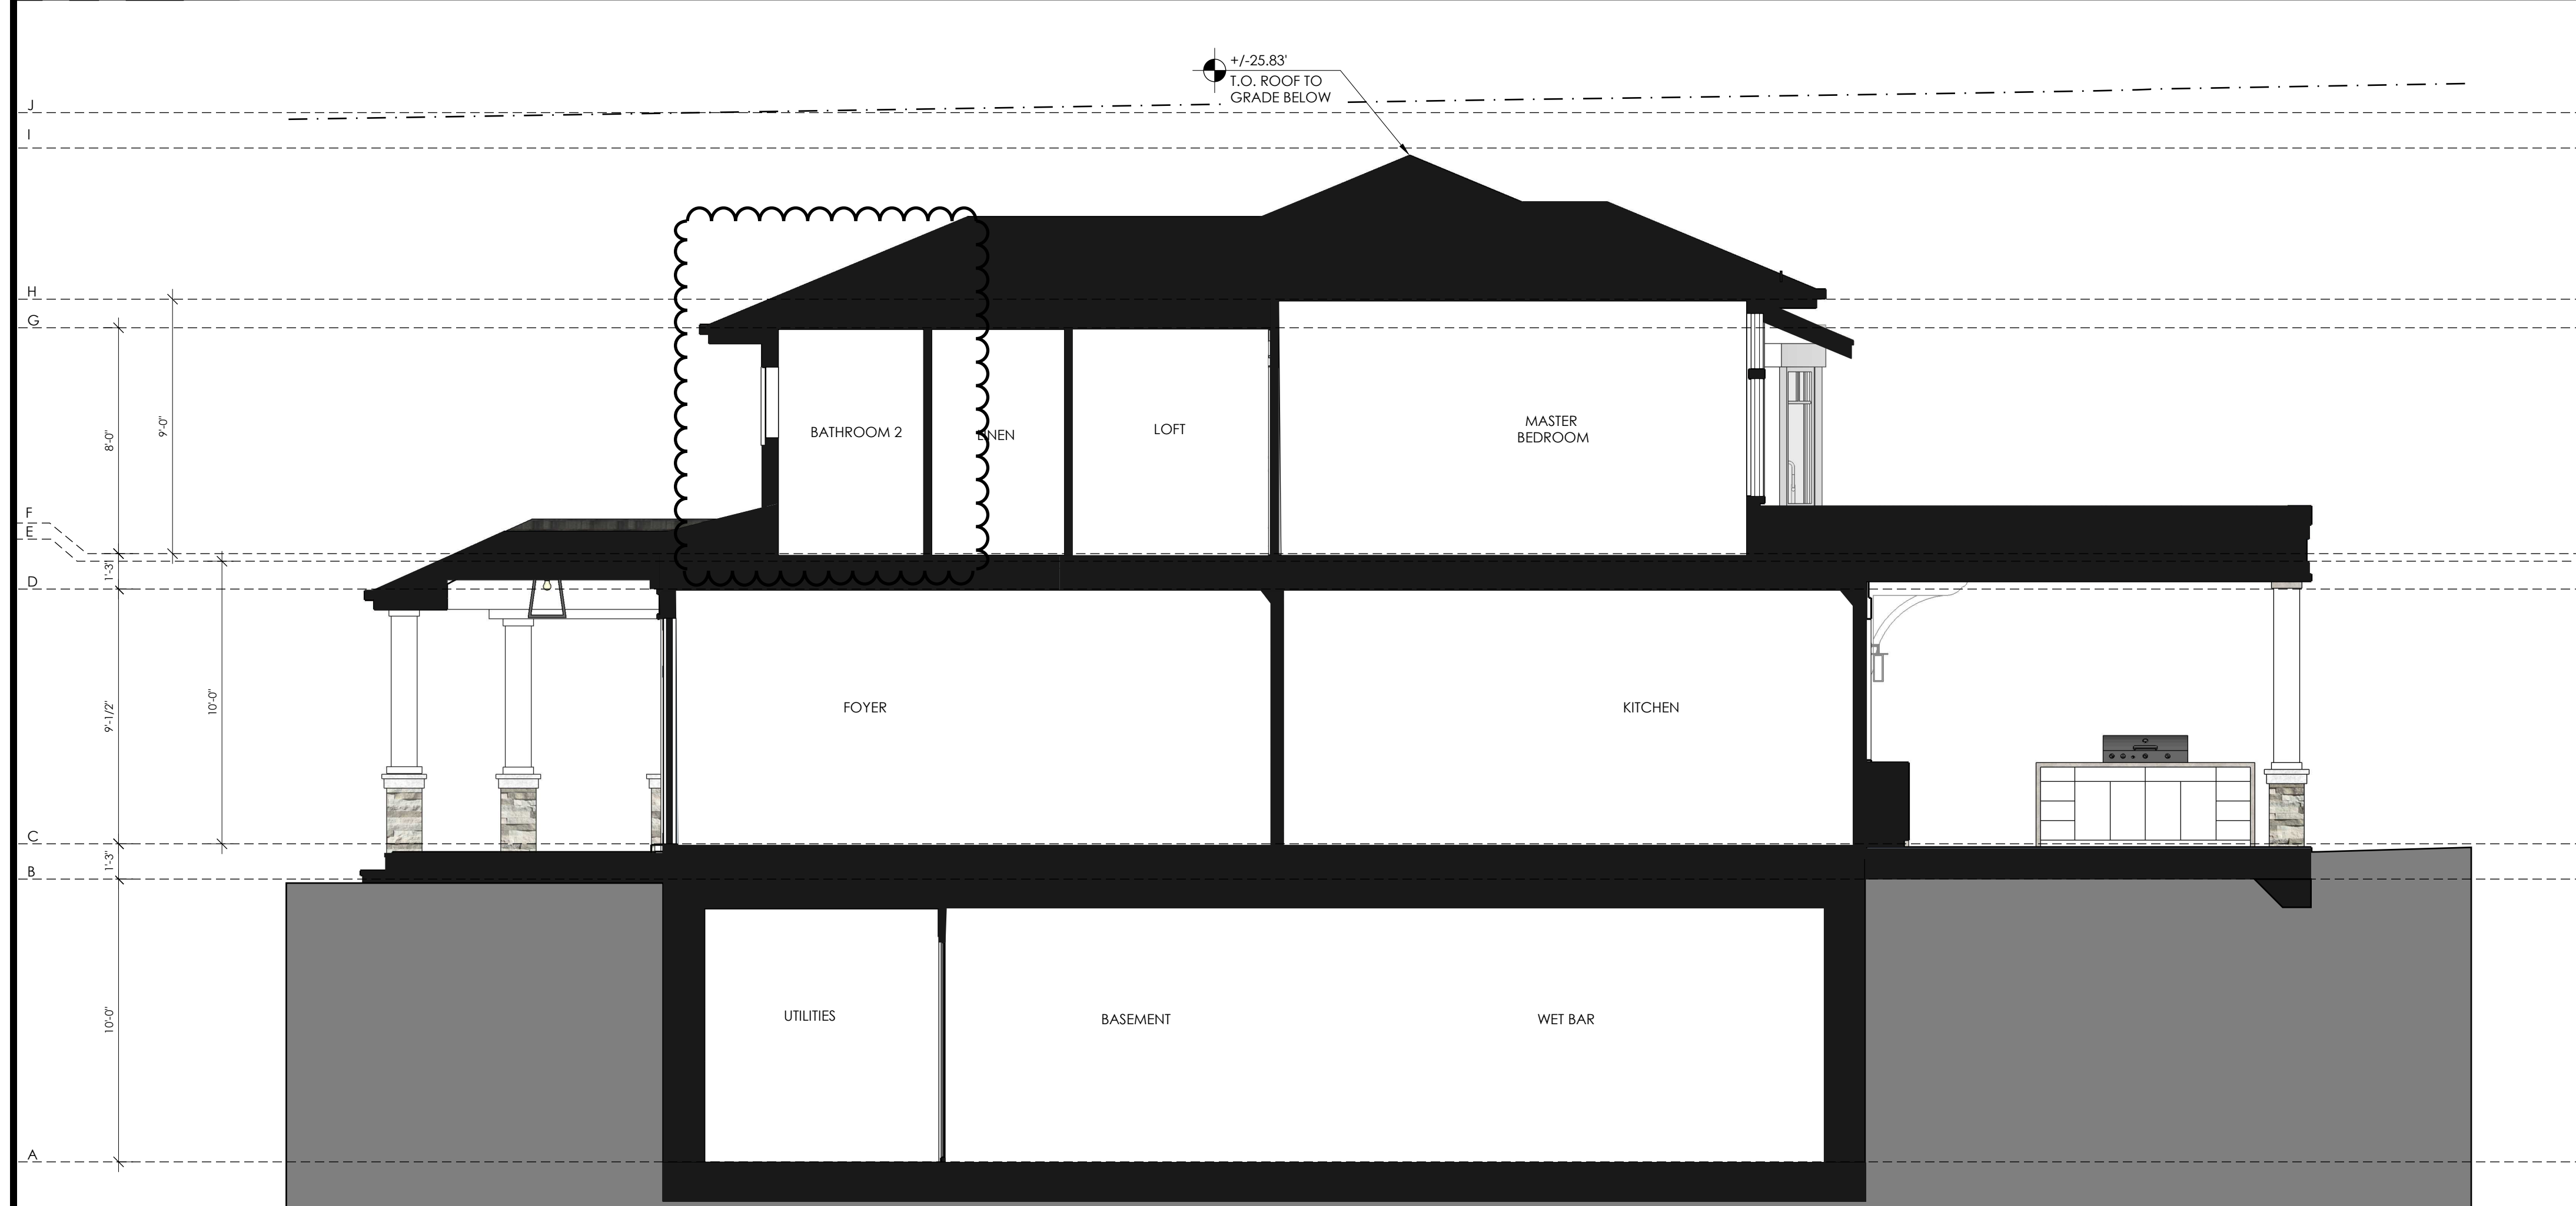 +/-25.83'
T.O. ROOF TO
GRADE BELOW
J
I
H
G
9'-0"
8'-0"
BATHROOM 2
LINEN
LOFT
MASTER
BEDROOM
F
E
1'-3"
D
10'-0"
9'-1/2"
FOYER
KITCHEN
C
1'-3"
B
10'-0"
UTILITIES
BASEMENT
WET BAR
A